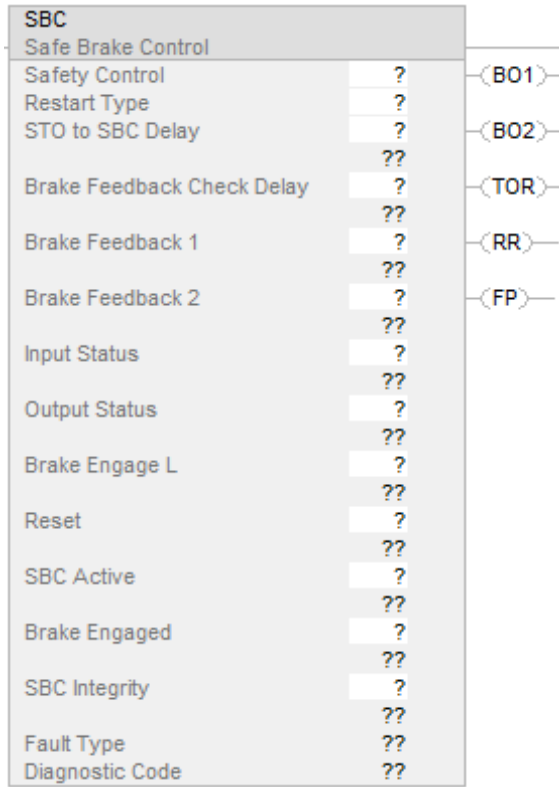 SBC
Safe Brake Control
Safety Control ? (BO1)
Restart Type ?
STO to SBC Delay ? (BO2)
??
Brake Feedback Check Delay ? (TOR)
??
Brake Feedback 1 ? (RR)
??
Brake Feedback 2 ? (FP)
??
Input Status ?
??
Output Status ?
??
Brake Engage L ?
??
Reset ?
??
SBC Active ?
??
Brake Engaged ?
??
SBC Integrity ?
??
Fault Type ??
Diagnostic Code ??